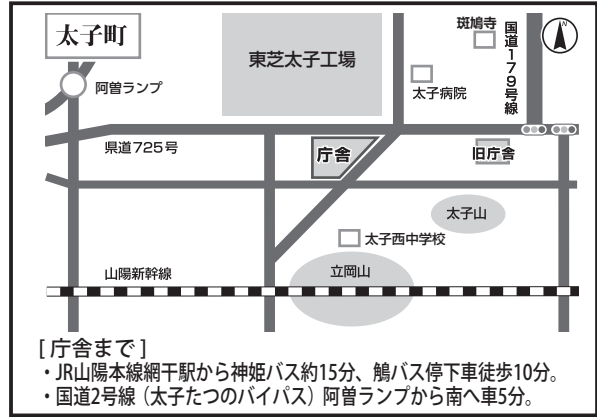 太子町
斑鳩寺
国道179号線
N
東芝太子工場
阿曽ランプ
太子病院
県道725号
庁舎
旧庁舎
太子山
太子西中学校
山陽新幹線
立岡山
[庁舎まで]
・JR山陽本線網干駅から神姫バス約15分、鵤バス停下車徒歩10分。
・国道2号線（太子たつのバイパス）阿曽ランプから南へ車5分。